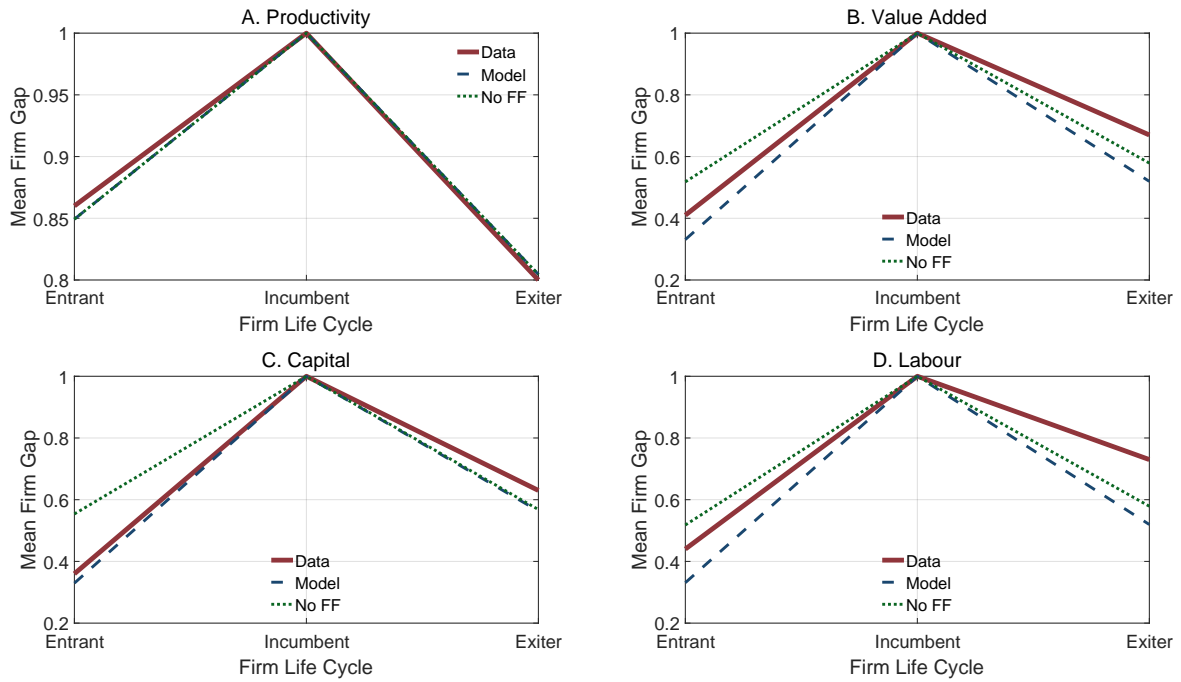 A. Productivity
Mean Firm Gap
1
0.95
0.9
0.85
0.8
Data
Model
No FF
Entrant
Incumbent
Exiter
Firm Life Cycle
B. Value Added
Mean Firm Gap
1
0.8
0.6
0.4
0.2
Data
Model
No FF
Entrant
Incumbent
Exiter
Firm Life Cycle
C. Capital
Mean Firm Gap
1
0.8
0.6
0.4
0.2
Data
Model
No FF
Entrant
Incumbent
Exiter
Firm Life Cycle
D. Labour
Mean Firm Gap
1
0.8
0.6
0.4
0.2
Data
Model
No FF
Entrant
Incumbent
Exiter
Firm Life Cycle